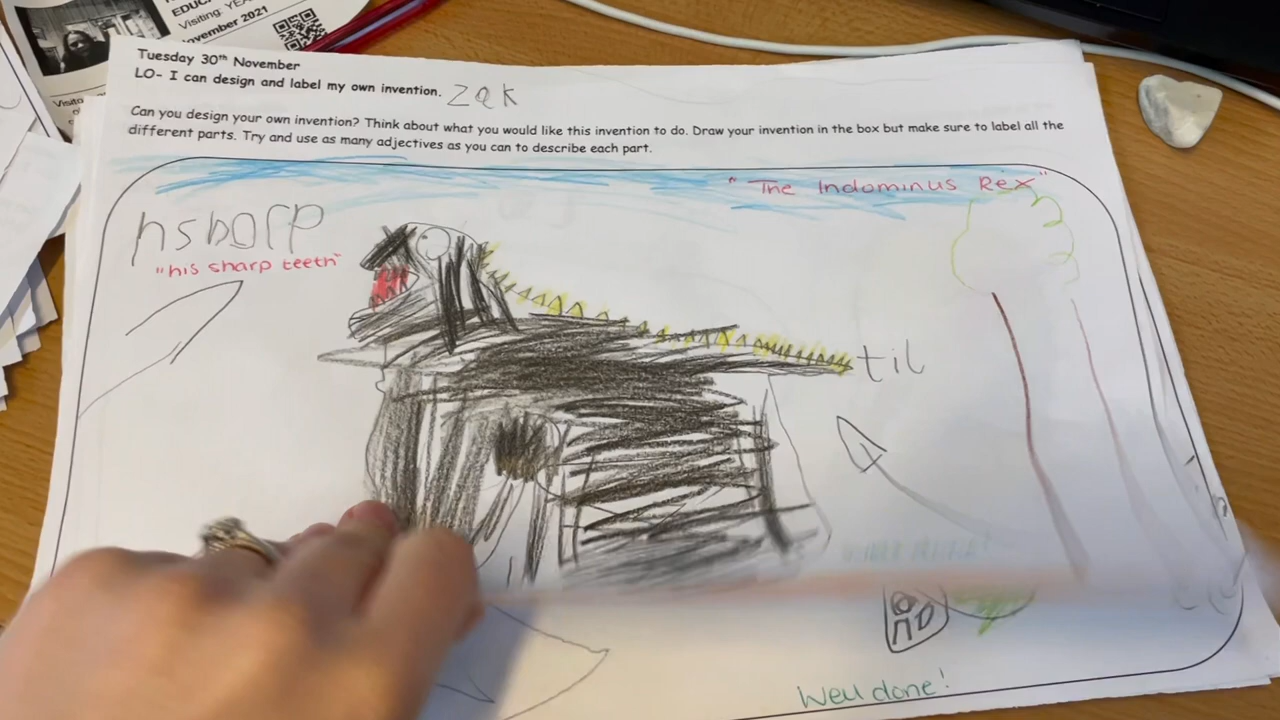 EDUC
Visiting: YEA
ovember 2021
Visito
Tuesday 30th November
LO- I can design and label my own invention. Zak
Can you design your own invention? Think about what you would like this invention to do. Draw your invention in the box but make sure to label all the
different parts. Try and use as many adjectives as you can to describe each part.
"The Indominus Rex"
hsbarp
"his sharp teeth"
til
Well done!